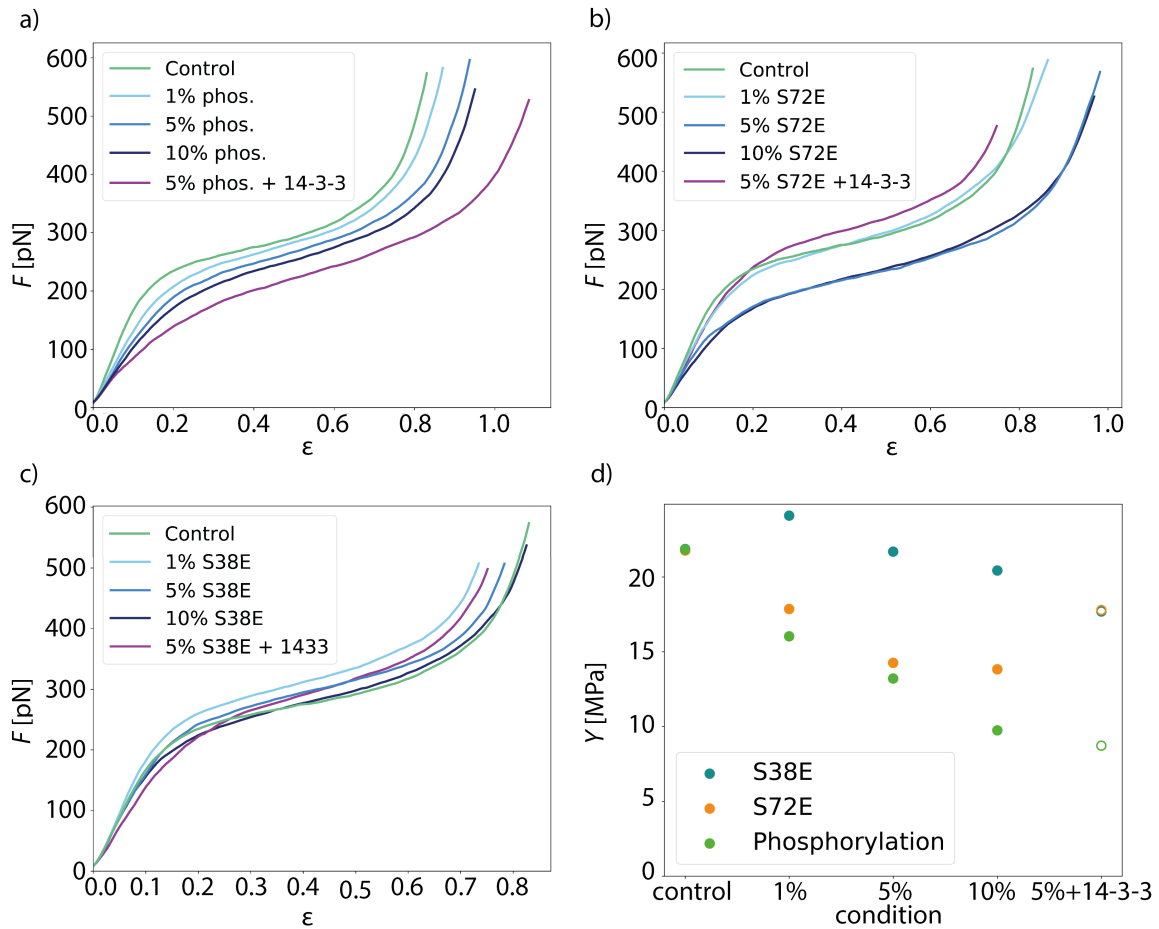 a)
F [pN]
600
500
400
300
200
100
0
Control
1% phos.
5% phos.
10% phos.
5% phos. + 14-3-3
0.0 0.2 0.4 0.6 0.8 1.0
ε
b)
F [pN]
600
500
400
300
200
100
0
Control
1% S72E
5% S72E
10% S72E
5% S72E +14-3-3
0.0 0.2 0.4 0.6 0.8 1.0
ε
c)
F [pN]
600
500
400
300
200
100
0
Control
1% S38E
5% S38E
10% S38E
5% S38E + 1433
0.0 0.1 0.2 0.3 0.4 0.5 0.6 0.7 0.8
ε
d)
Y [MPa]
20
15
10
5
0
S38E
S72E
Phosphorylation
control 1% 5% 10% 5%+14-3-3
condition